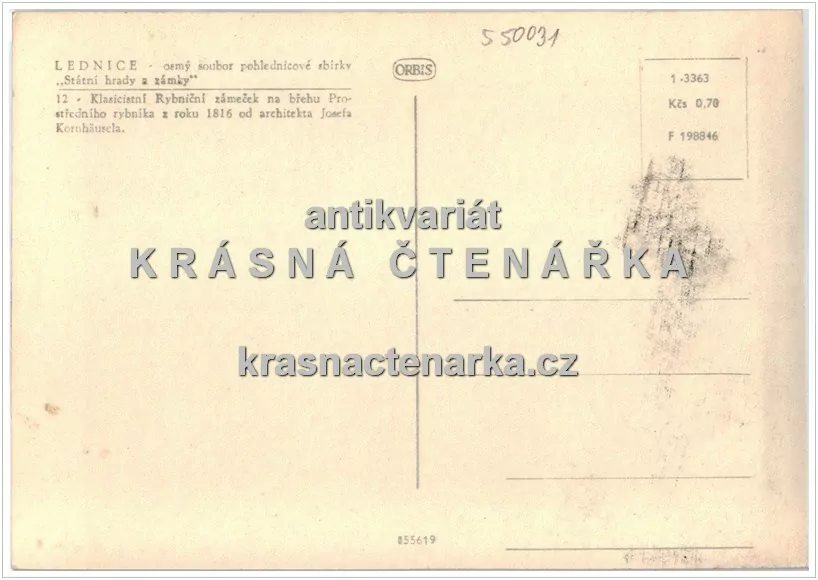 550031
LEDNICE - osmý soubor pohlednicové sbírky
„Státní hrady a zámky"
12 - Klasicistní Rybniční zámeček na břehu Pro-
středního rybníka z roku 1816 od architekta Josefa
Kornhäusela.
ORBIS
1-3363
Kčs 0,70
F 198846
antikvariát
KRÁSNÁ ČTENÁŘKA
krasnactenarka.cz
855619